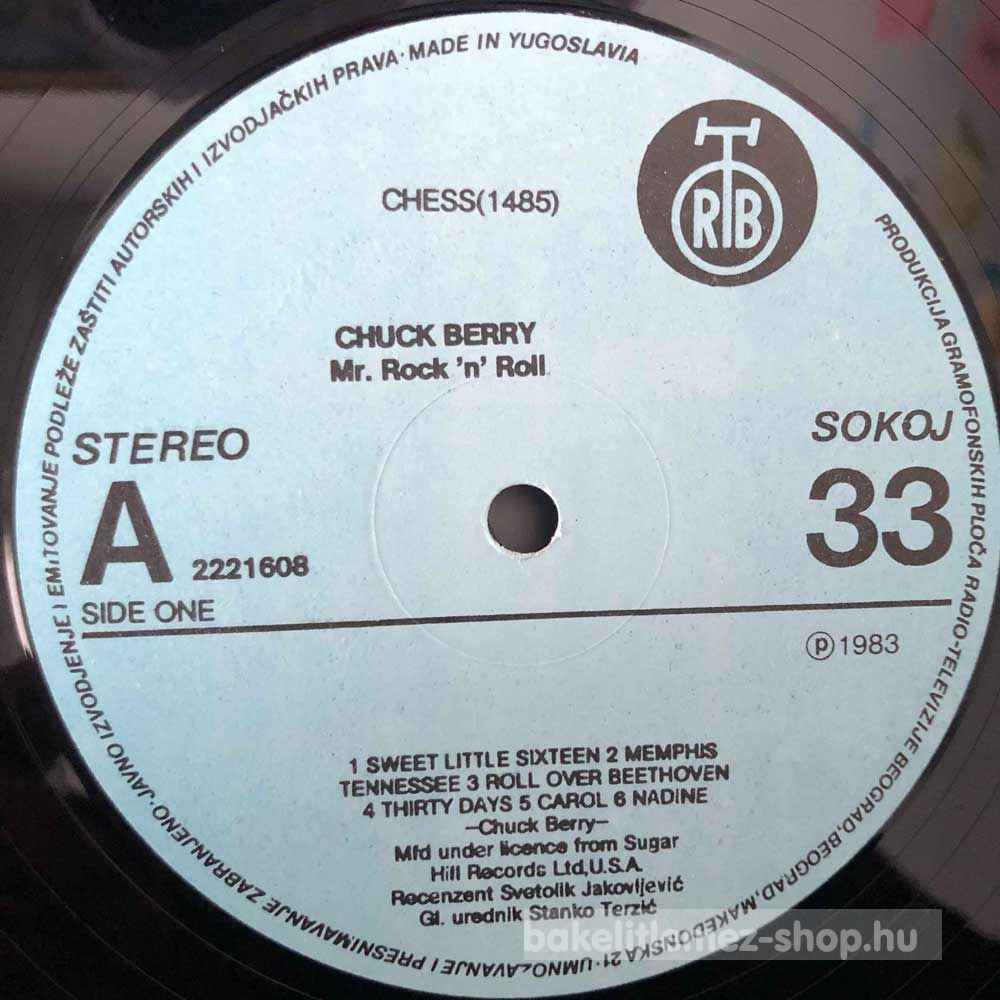 PRODUKCIJA GRAMOFONSKIH PLOČA RADIO-TELEVIZIJE BEOGRAD.BEOGRAD.MAKEDONSKA 21·UMNOŽAVANJE I PRESNIMAVANJE ZABRANJENO·JAVNO IZVODJENJE I EMITOVANJE PODLEŽE ZAŠTITI AUTORSKIH I IZVODJAČKIH PRAVA·MADE IN YUGOSLAVIA
RTB
CHESS(1485)
CHUCK BERRY
Mr. Rock 'n' Roll
STEREO
SOKOJ
A 2221608
33
SIDE ONE
℗ 1983
1 SWEET LITTLE SIXTEEN 2 MEMPHIS
TENNESSEE 3 ROLL OVER BEETHOVEN
4 THIRTY DAYS 5 CAROL 6 NADINE
-Chuck Berry-
Mfd under licence from Sugar
Hill Records Ltd,U.S.A.
Recenzent Svetolik Jakovljević
Gl. urednik Stanko Terzić
bakelitlemez-shop.hu